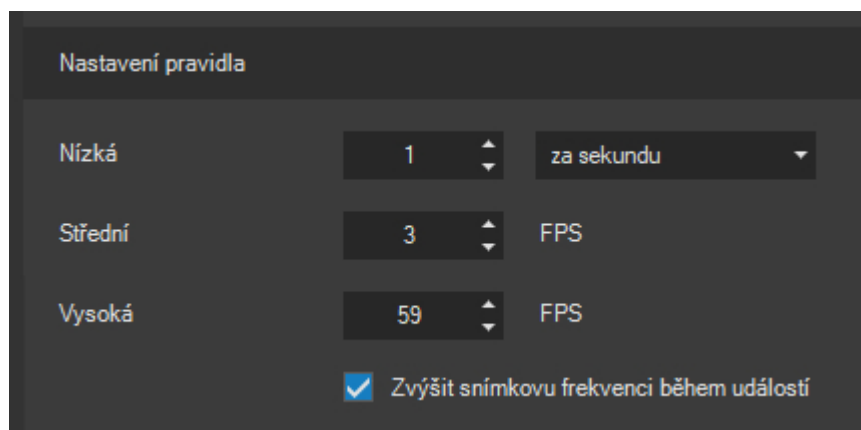 Nastavení pravidla
Nízká 1 za sekundu
Střední 3 FPS
Vysoká 59 FPS
Zvýšit snímkovu frekvenci během událostí